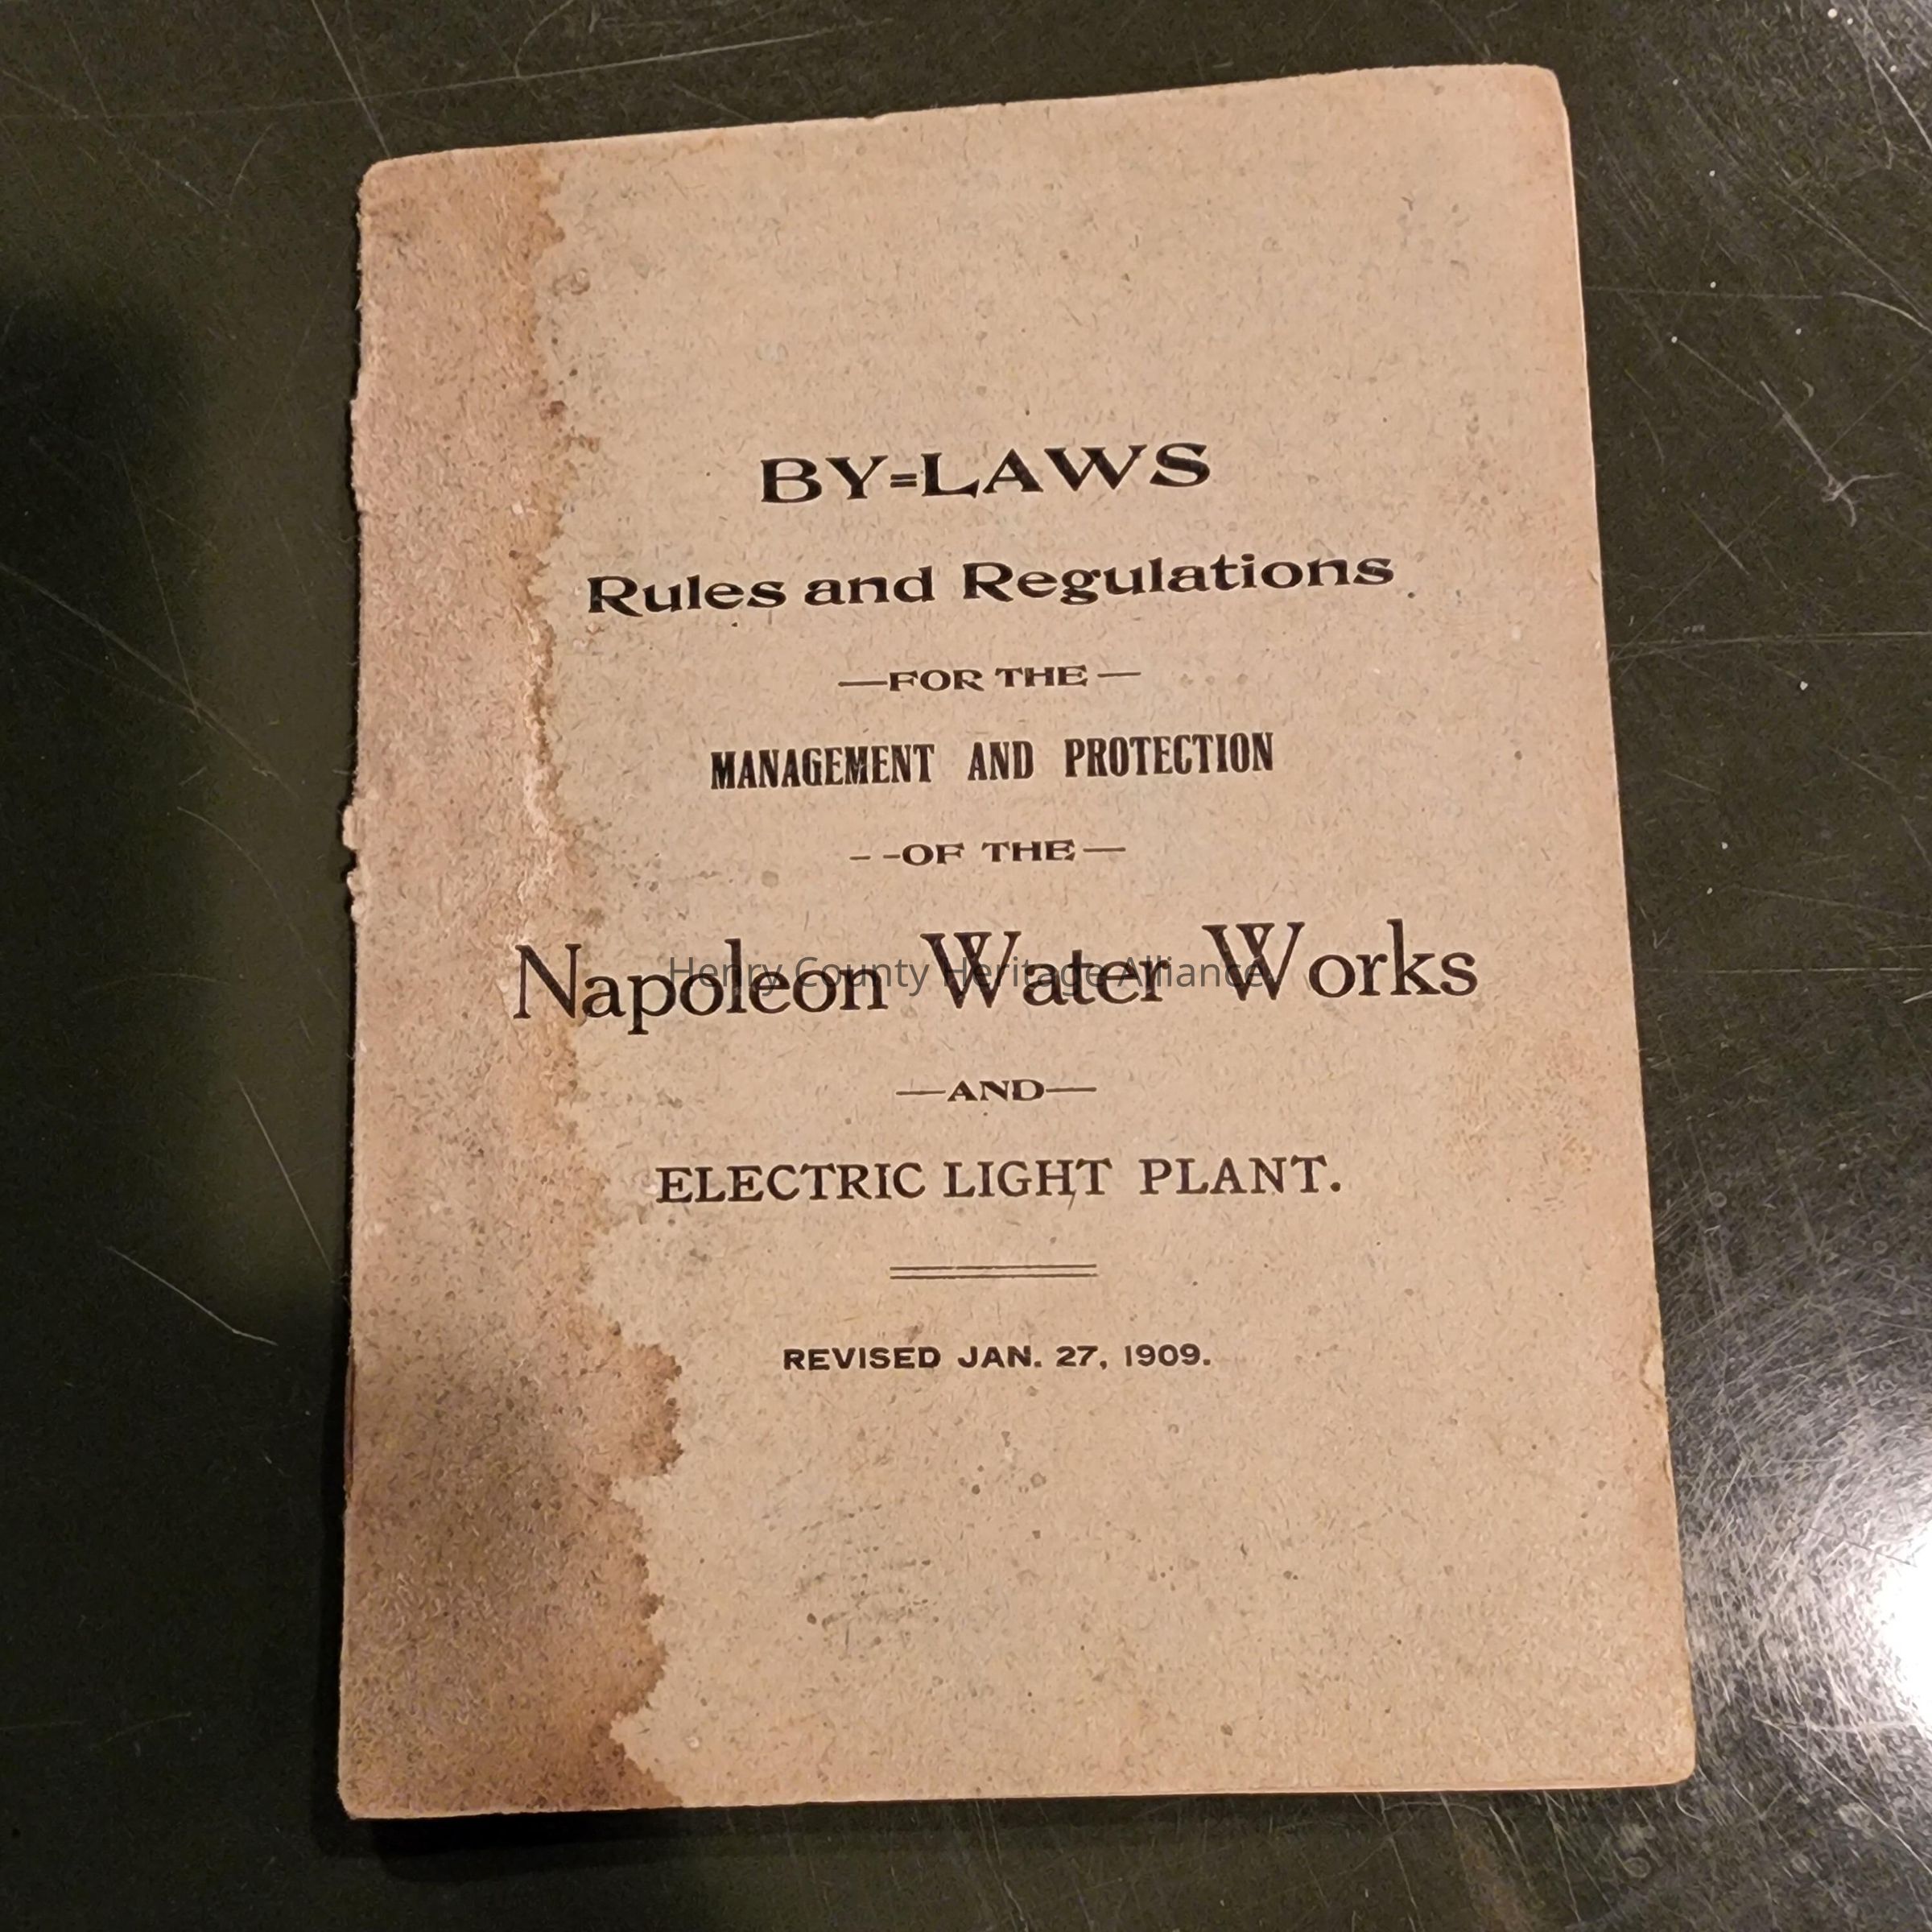 BY=LAWS
Rules and Regulations
—FOR THE—
MANAGEMENT AND PROTECTION
--OF THE—
Napoleon Water Works
Henry County Heritage Alliance
—AND—
ELECTRIC LIGHT PLANT.
REVISED JAN. 27, 1909.